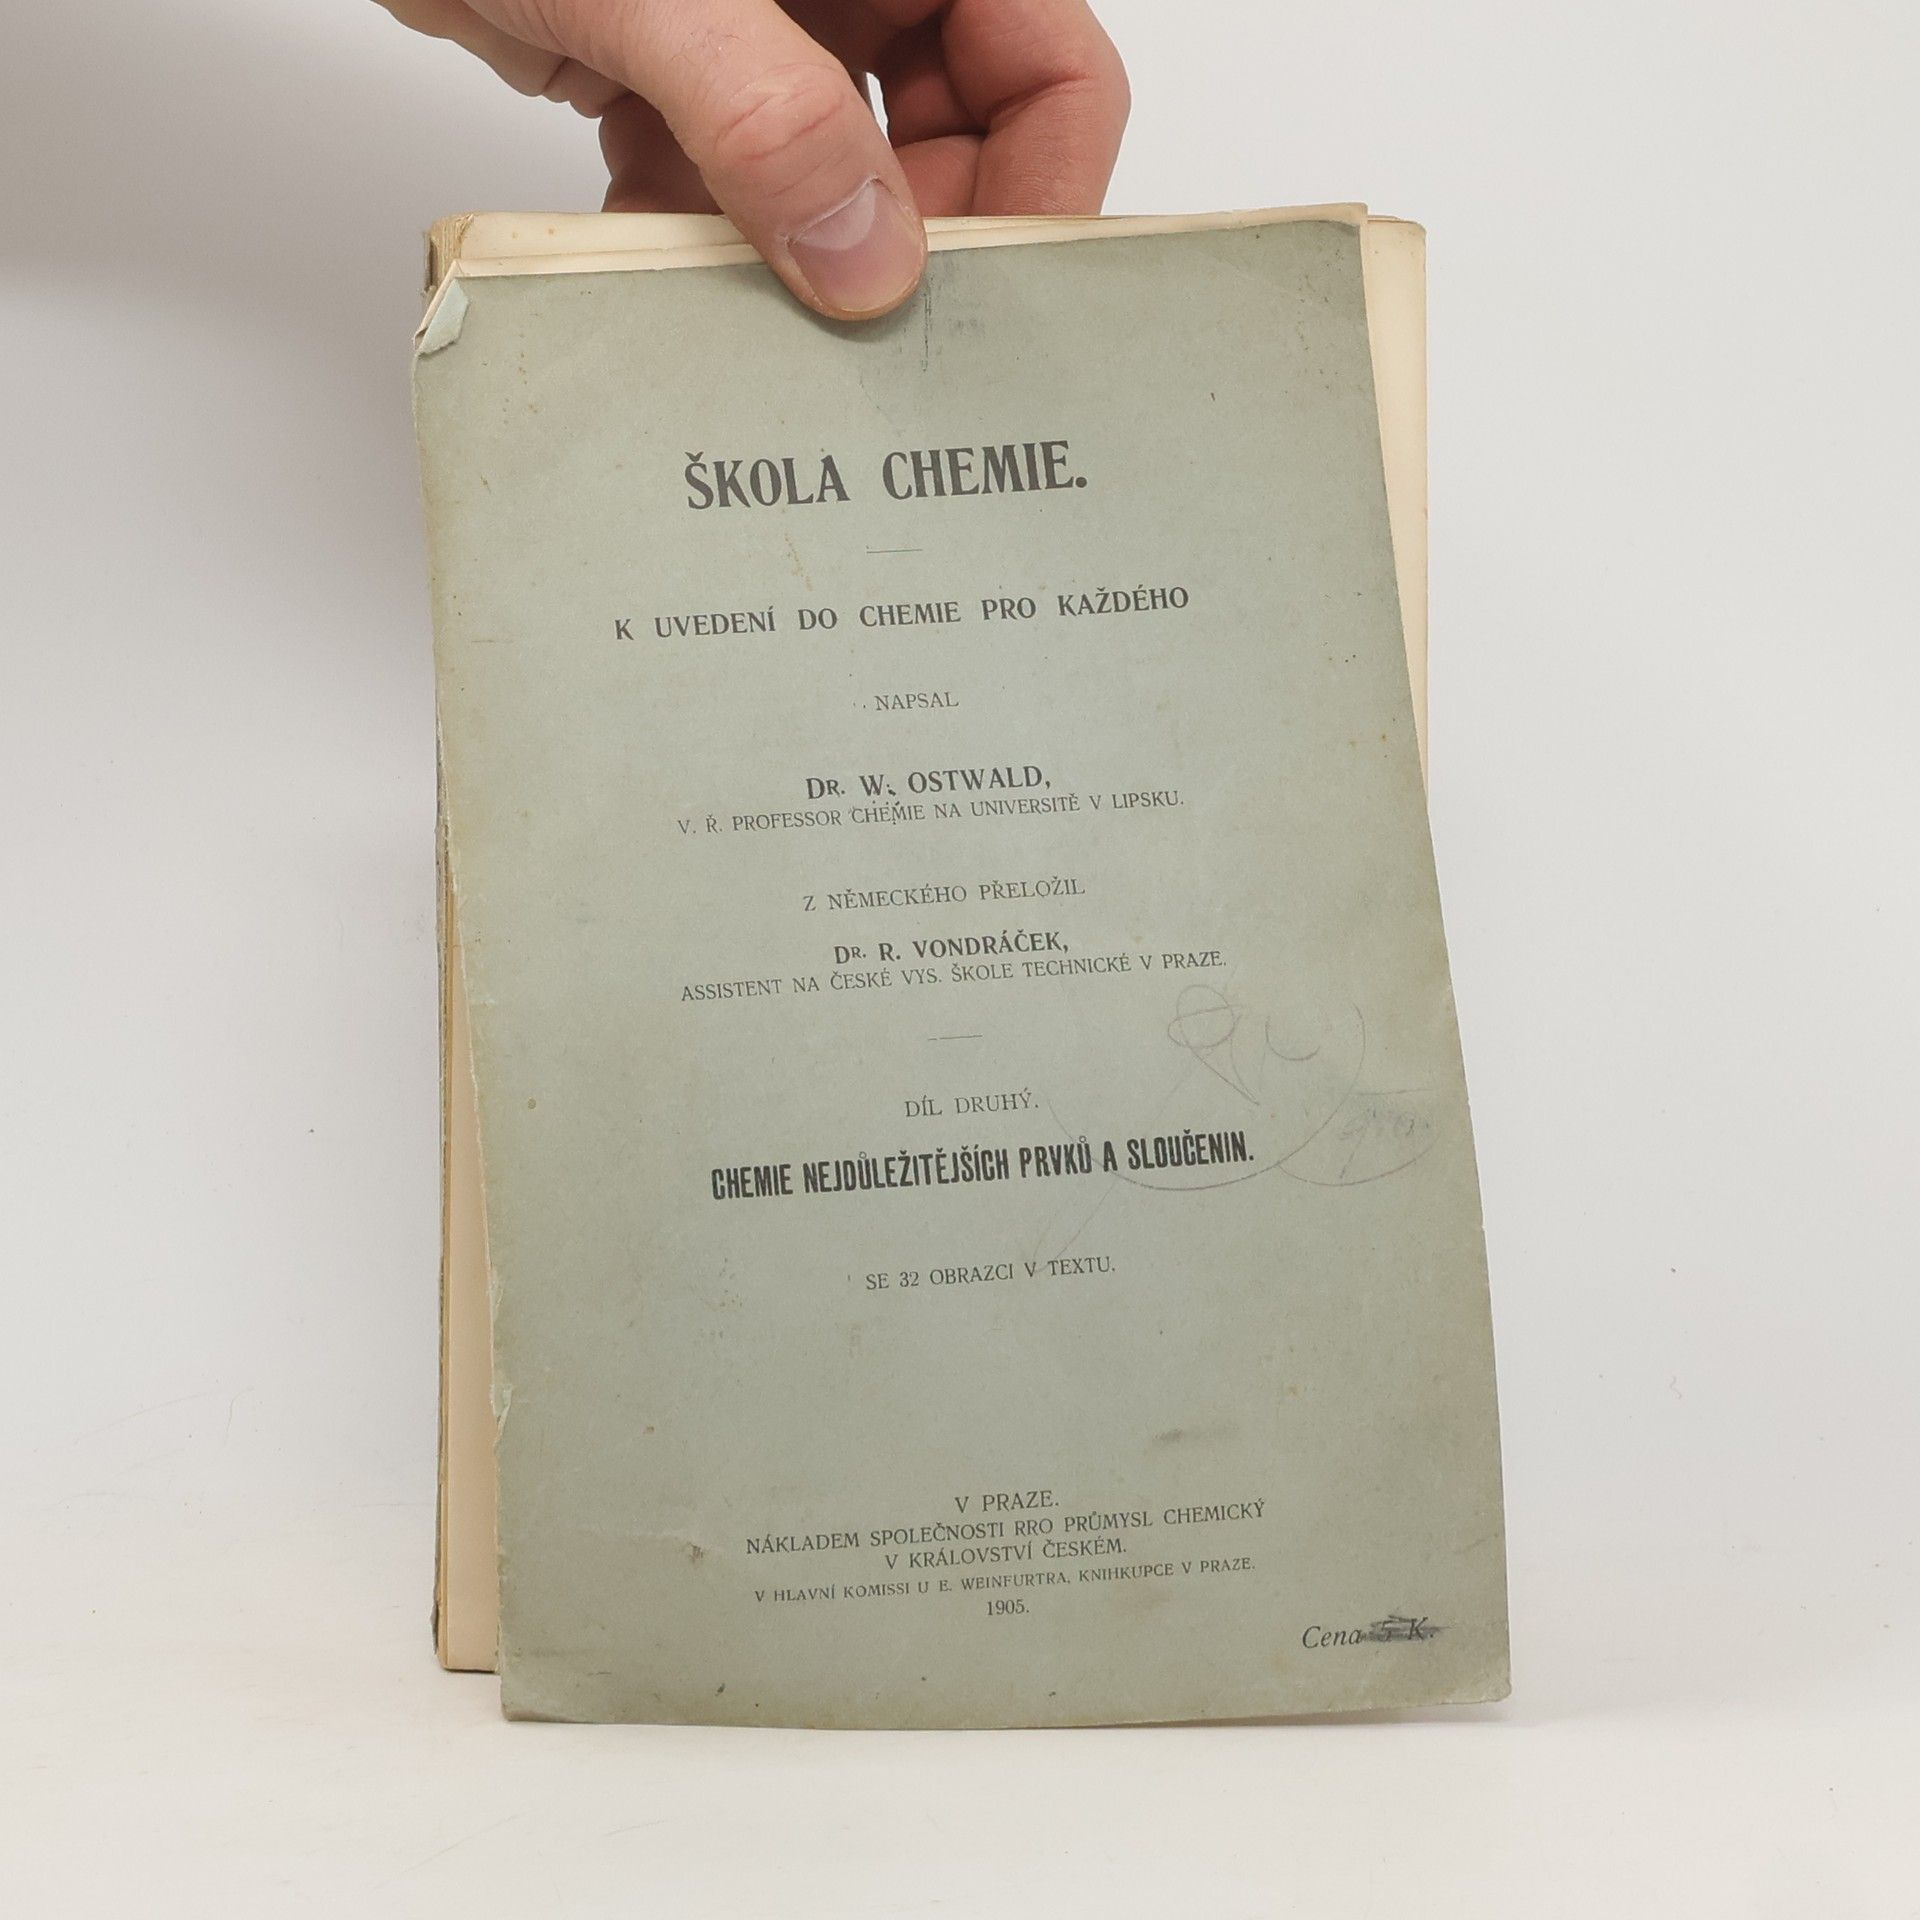 ŠKOLA CHEMIE.
K UVEDENÍ DO CHEMIE PRO KAŽDÉHO
NAPSAL
DR. W. OSTWALD,
V. Ř. PROFESSOR CHEMIE NA UNIVERSITĚ V LIPSKU.
Z NĚMECKÉHO PŘELOŽIL
DR. R. VONDRÁČEK,
ASSISTENT NA ČESKÉ VYS. ŠKOLE TECHNICKÉ V PRAZE.
DÍL DRUHÝ.
CHEMIE NEJDŮLEŽITĚJŠÍCH PRVKŮ A SLOUČENIN.
SE 32 OBRAZCI V TEXTU.
V PRAZE.
NÁKLADEM SPOLEČNOSTI RRO PRŮMYSL CHEMICKÝ
V KRÁLOVSTVÍ ČESKÉM.
V HLAVNÍ KOMISSI U E. WEINFURTRA, KNIHKUPCE V PRAZE.
1905.
Cena 5 K.